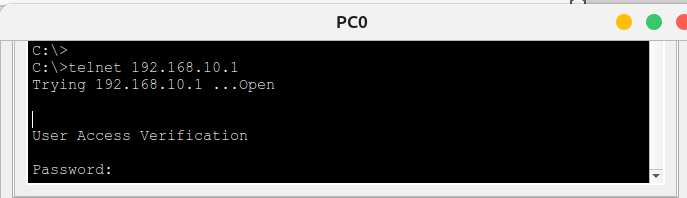 PC0
C:\>
C:\>telnet 192.168.10.1
Trying 192.168.10.1 ...Open
User Access Verification
Password: